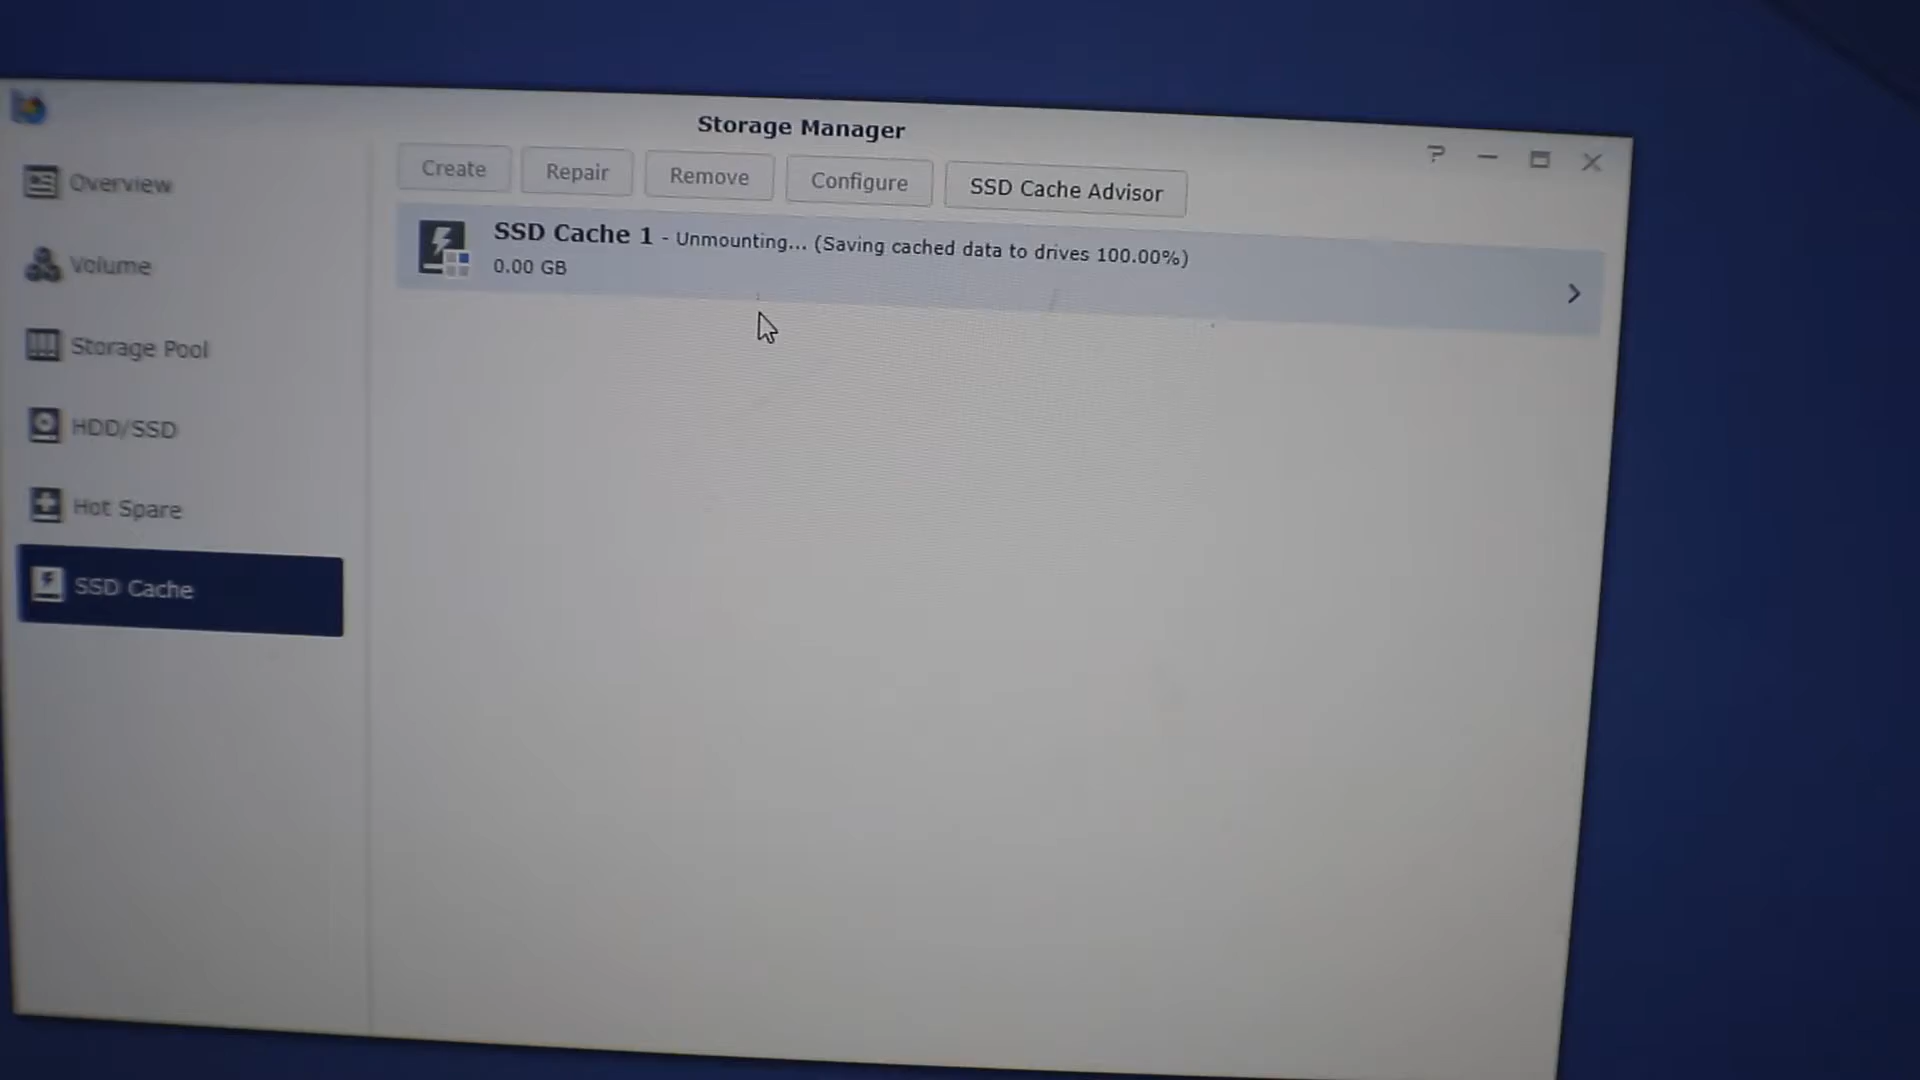 Storage Manager
?
Overview
Volume
Storage Pool
HDD/SSD
Hot Spare
SSD Cache
Create Repair Remove Configure SSD Cache Advisor
SSD Cache 1 - Unmounting... (Saving cached data to drives 100.00%)
0.00 GB